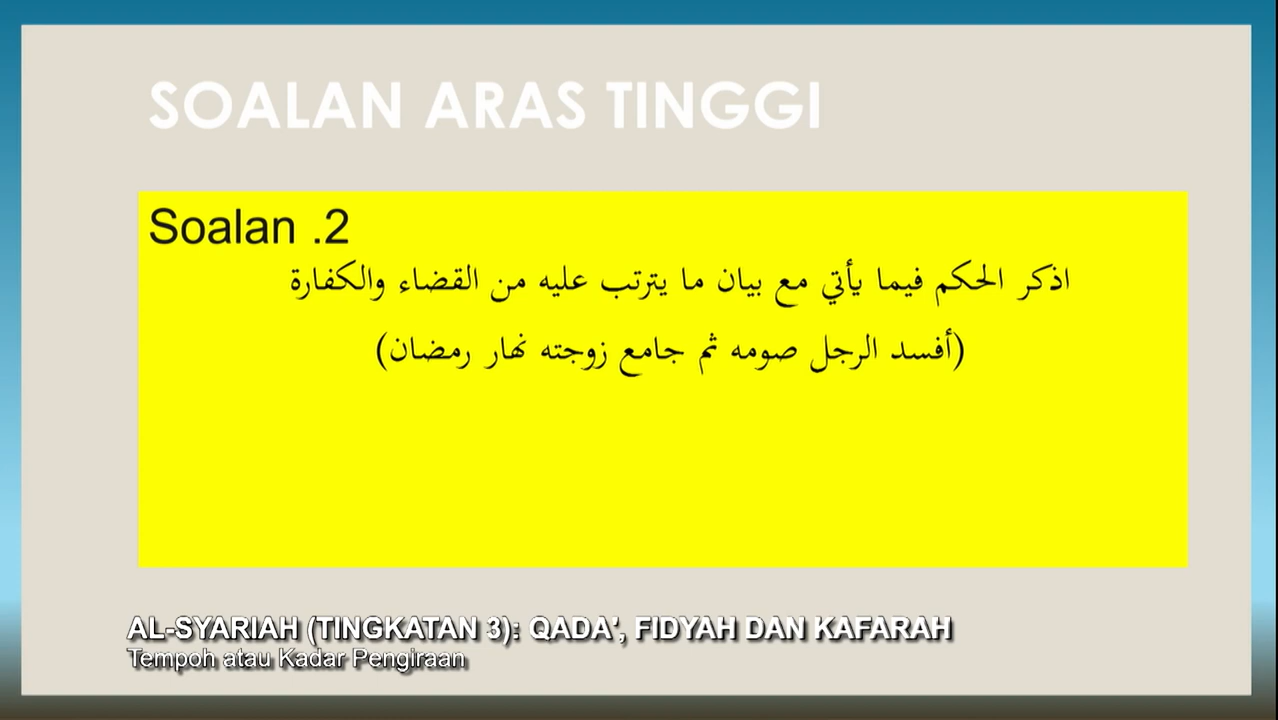 SOALAN ARAS TINGGI
Soalan .2
اذكر الحكم فيما يأتي مع بيان ما يترتب عليه من القضاء والكفارة
(أفسد الرجل صومه ثم جامع زوجته نهار رمضان)
AL-SYARIAH (TINGKATAN 3): QADA', FIDYAH DAN KAFARAH
Tempoh atau Kadar Pengiraan